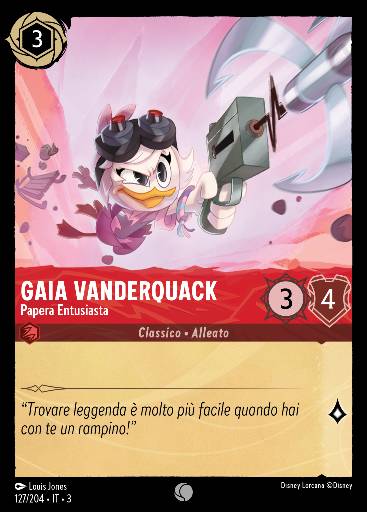 3
GAIA VANDERQUACK
Papera Entusiasta
3
4
Classico • Alleato
“Trovare leggenda è molto più facile quando hai
con te un rampino!”
Louis Jones
127/204 • IT • 3
Disney Lorcana ©Disney